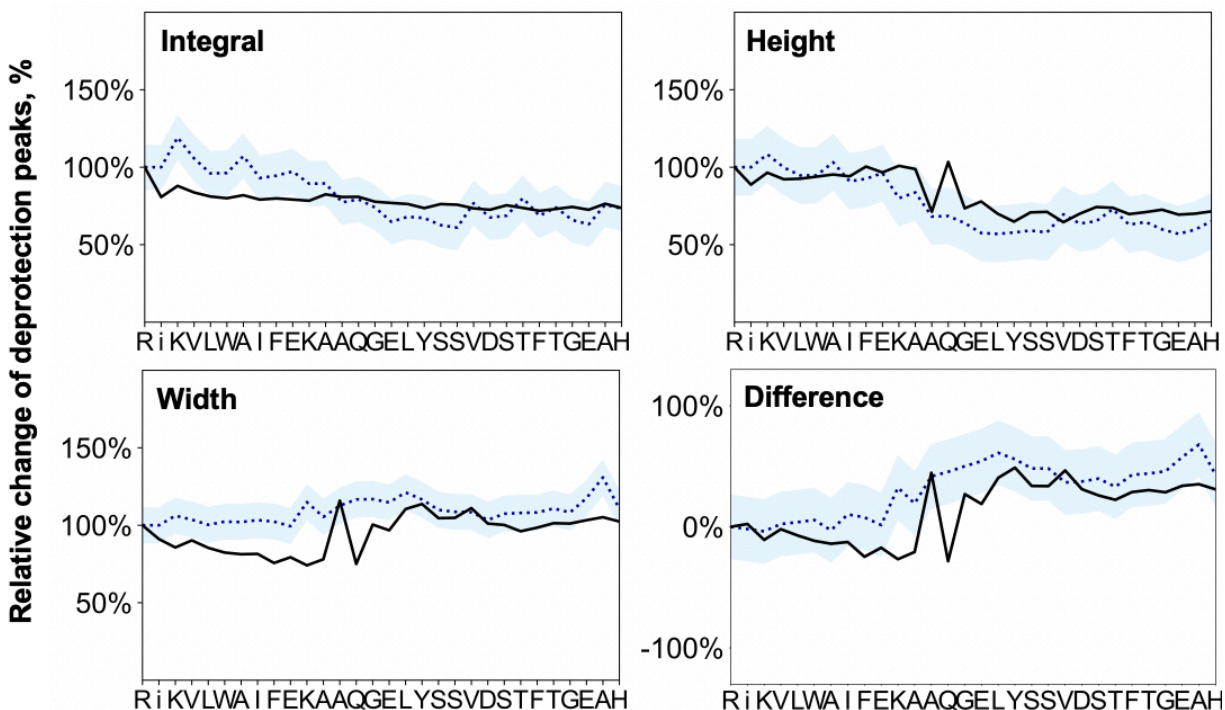 Relative change of deprotection peaks, %
Integral
150%
100%
50%
RiKVLWAIFEKAAQGELYSSVDSTFTGEAH
Height
150%
100%
50%
RiKVLWAIFEKAAQGELYSSVDSTFTGEAH
Width
150%
100%
50%
RiKVLWAIFEKAAQGELYSSVDSTFTGEAH
Difference
100%
0%
-100%
RiKVLWAIFEKAAQGELYSSVDSTFTGEAH